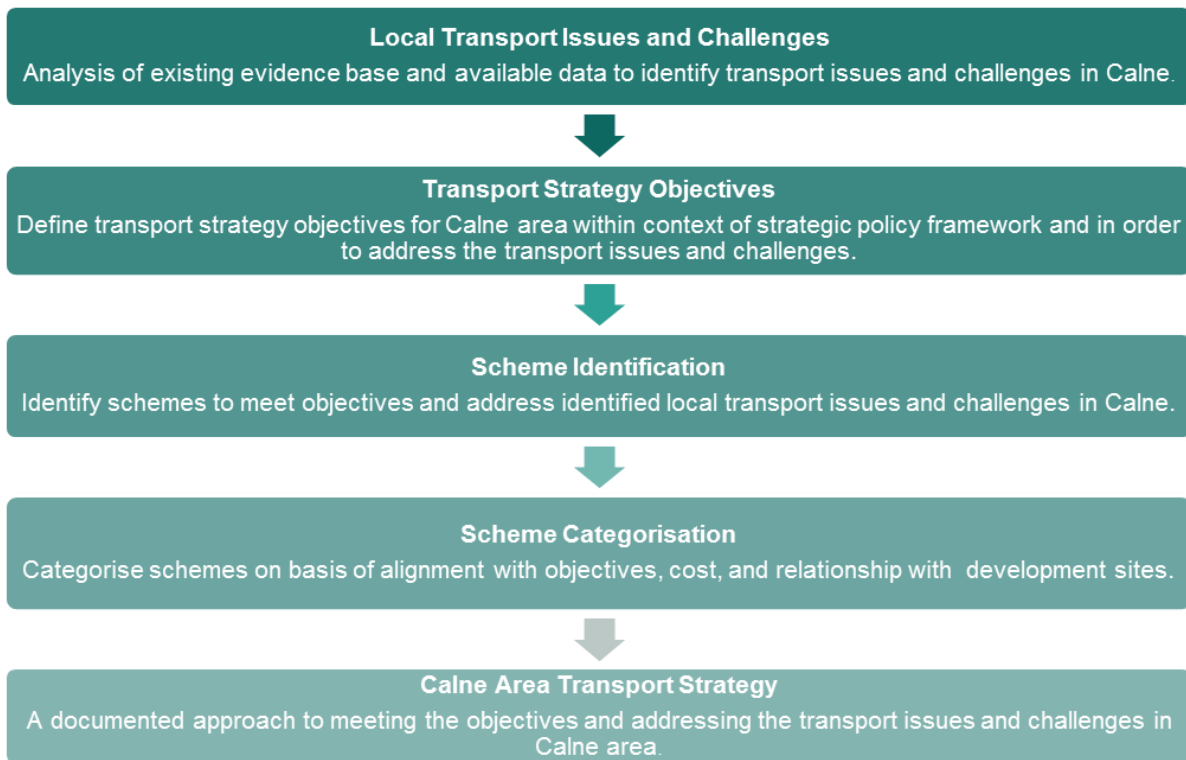 Local Transport Issues and Challenges
Analysis of existing evidence base and available data to identify transport issues and challenges in Calne.
Transport Strategy Objectives
Define transport strategy objectives for Calne area within context of strategic policy framework and in order
to address the transport issues and challenges.
Scheme Identification
Identify schemes to meet objectives and address identified local transport issues and challenges in Calne.
Scheme Categorisation
Categorise schemes on basis of alignment with objectives, cost, and relationship with development sites.
Calne Area Transport Strategy
A documented approach to meeting the objectives and addressing the transport issues and challenges in
Calne area.